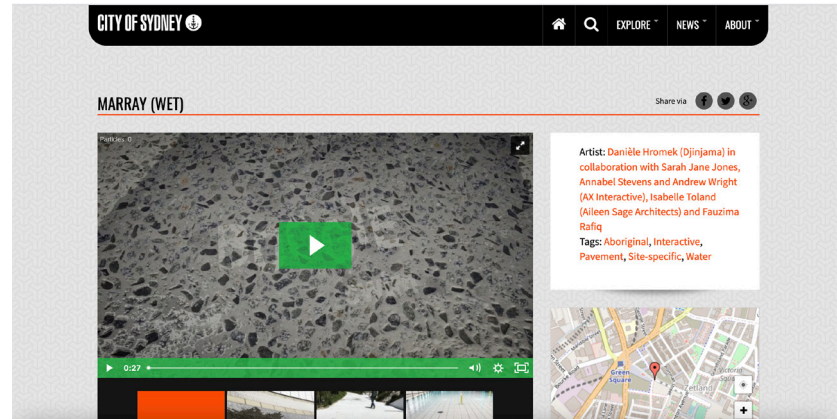 CITY OF SYDNEY
EXPLORE
NEWS
ABOUT
MARRAY (WET)
Share via
Particles: 0
0:27
Artist: Danièle Hromek (Djinjama) in
collaboration with Sarah Jane Jones,
Annabel Stevens and Andrew Wright
(AX Interactive), Isabelle Toland
(Aileen Sage Architects) and Fauzima
Rafiq
Tags: Aboriginal, Interactive,
Pavement, Site-specific, Water
Green
Square
Zetland
Victoria